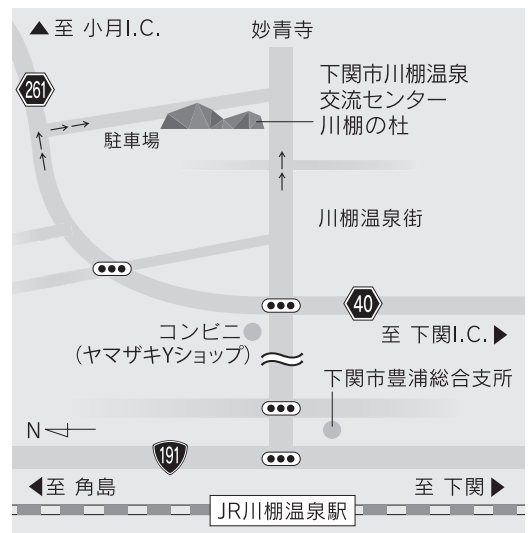 ▲至 小月I.C.
妙青寺
261
下関市川棚温泉
交流センター
川棚の杜
駐車場
川棚温泉街
40
コンビニ
(ヤマザキYショップ)
至 下関I.C.▶
下関市豊浦総合支所
N
191
◀至 角島
至 下関▶
JR川棚温泉駅